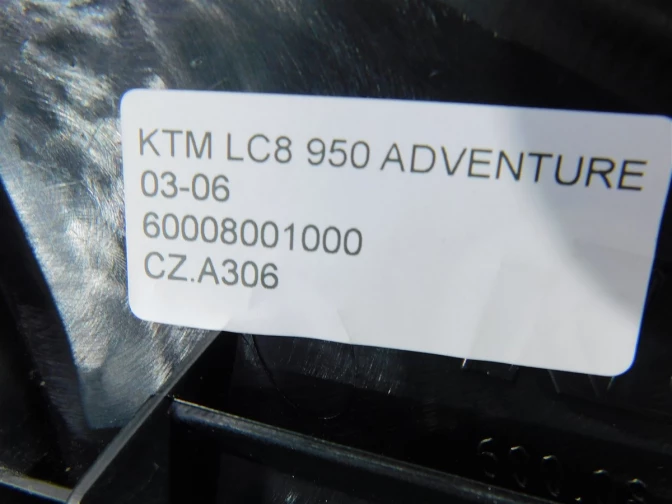 KTM LC8 950 ADVENTURE
03-06
60008001000
CZ.A306